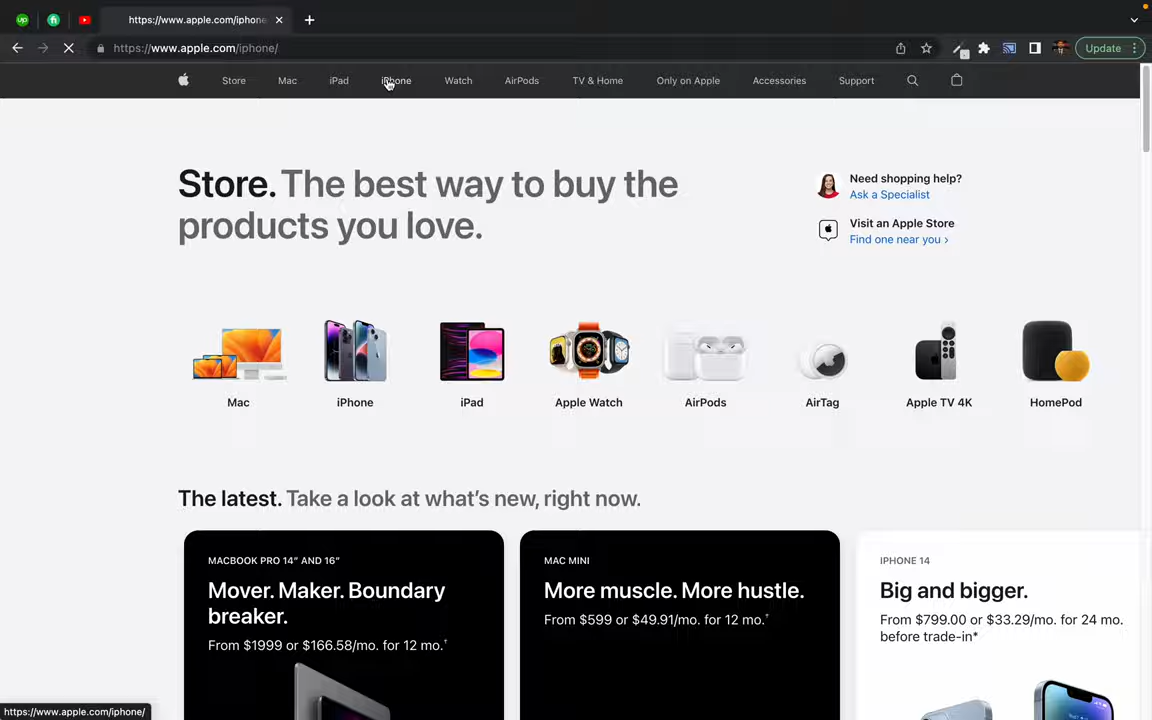 https://www.apple.com/iphone
https://www.apple.com/iphone/
Update
Store Mac iPad iPhone Watch AirPods TV & Home Only on Apple Accessories Support
Store. The best way to buy the
products you love.
Need shopping help?
Ask a Specialist
Visit an Apple Store
Find one near you ›
Mac iPhone iPad Apple Watch AirPods AirTag Apple TV 4K HomePod
The latest. Take a look at what's new, right now.
MACBOOK PRO 14” AND 16”
Mover. Maker. Boundary
breaker.
From $1999 or $166.58/mo. for 12 mo.†
MAC MINI
More muscle. More hustle.
From $599 or $49.91/mo. for 12 mo.†
IPHONE 14
Big and bigger.
From $799.00 or $33.29/mo. for 24 mo.
before trade-in*
https://www.apple.com/iphone/